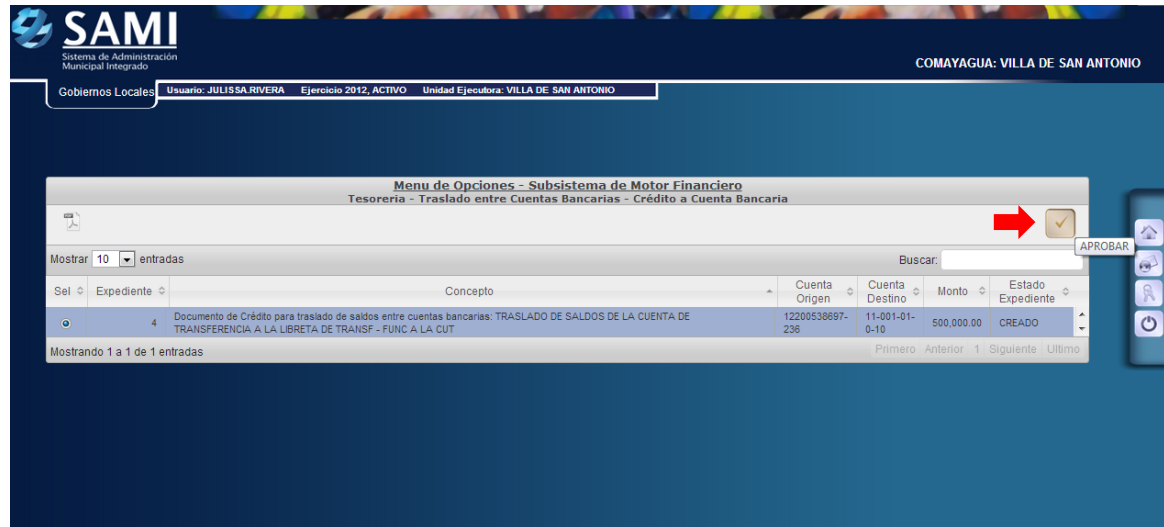 SAMI
Sistema de Administración
Municipal Integrado
COMAYAGUA: VILLA DE SAN ANTONIO
Gobiernos Locales
Usuario: JULISSA.RIVERA Ejercicio 2012, ACTIVO Unidad Ejecutora: VILLA DE SAN ANTONIO
Menu de Opciones - Subsistema de Motor Financiero
Tesoreria - Traslado entre Cuentas Bancarias - Crédito a Cuenta Bancaria
APROBAR
Mostrar 10 entradas
Buscar:
Sel Expediente Concepto Cuenta Origen Cuenta Destino Monto Estado Expediente
4 Documento de Crédito para traslado de saldos entre cuentas bancarias: TRASLADO DE SALDOS DE LA CUENTA DE
TRANSFERENCIA A LA LIBRETA DE TRANSF - FUNC A LA CUT
12200538697-
236
11-001-01-
0-10
500,000.00 CREADO
Mostrando 1 a 1 de 1 entradas
Primero Anterior 1 Siguiente Ultimo